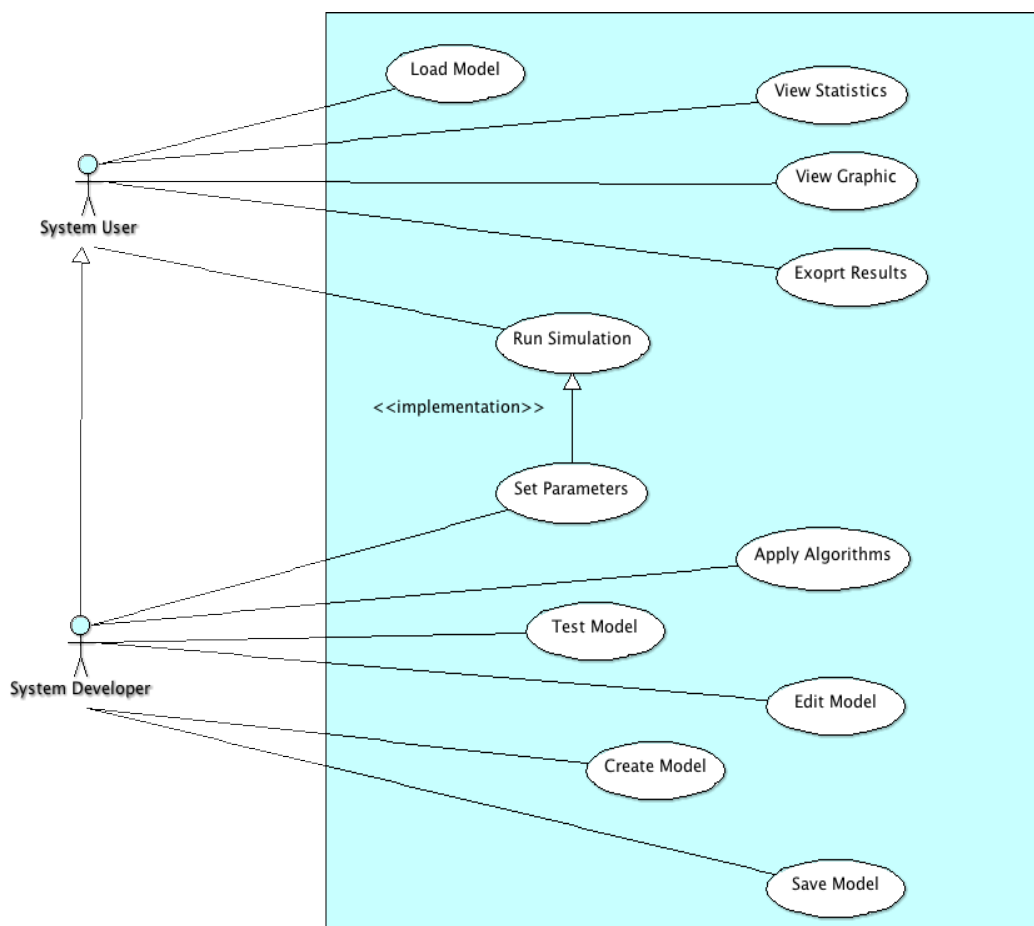 Load Model
View Statistics
View Graphic
System User
Exoprt Results
Run Simulation
<<implementation>>
Set Parameters
Apply Algorithms
Test Model
System Developer
Edit Model
Create Model
Save Model